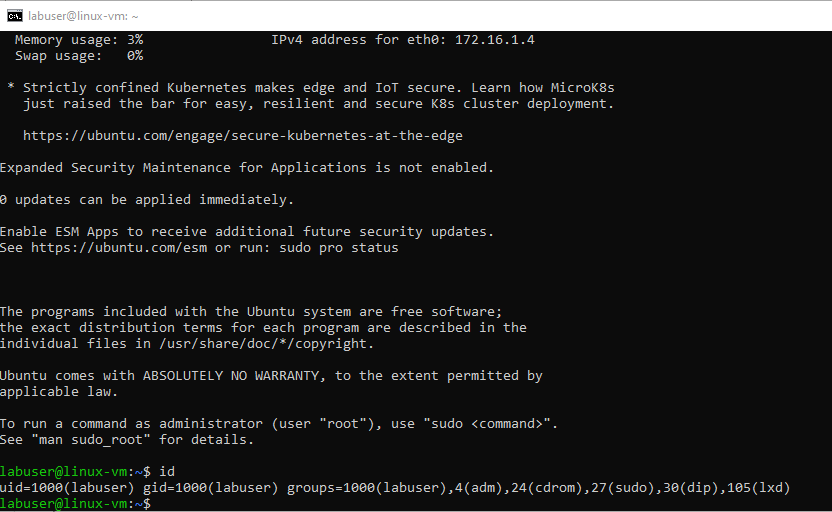 labuser@linux-vm: ~
Memory usage: 3% IPv4 address for eth0: 172.16.1.4
Swap usage: 0%
* Strictly confined Kubernetes makes edge and IoT secure. Learn how MicroK8s
just raised the bar for easy, resilient and secure K8s cluster deployment.
https://ubuntu.com/engage/secure-kubernetes-at-the-edge
Expanded Security Maintenance for Applications is not enabled.
0 updates can be applied immediately.
Enable ESM Apps to receive additional future security updates.
See https://ubuntu.com/esm or run: sudo pro status
The programs included with the Ubuntu system are free software;
the exact distribution terms for each program are described in the
individual files in /usr/share/doc/*/copyright.
Ubuntu comes with ABSOLUTELY NO WARRANTY, to the extent permitted by
applicable law.
To run a command as administrator (user "root"), use "sudo <command>".
See "man sudo_root" for details.
labuser@linux-vm:~$ id
uid=1000(labuser) gid=1000(labuser) groups=1000(labuser),4(adm),24(cdrom),27(sudo),30(dip),105(lxd)
labuser@linux-vm:~$